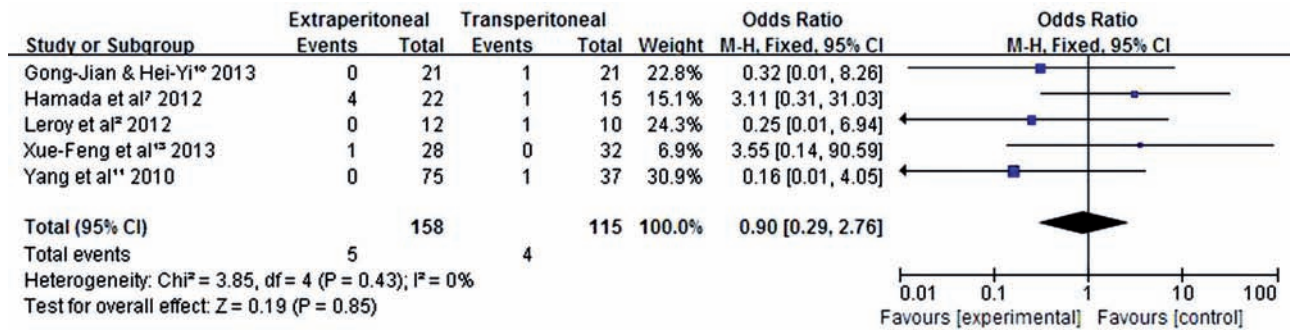 Extraperitoneal Transperitoneal Odds Ratio Odds Ratio
Study or Subgroup Events Total Events Total Weight M-H, Fixed, 95% CI M-H, Fixed, 95% CI
Gong-Jian & Hei-Yi¹⁰ 2013 0 21 1 21 22.8% 0.32 [0.01, 8.26]
Hamada et al⁷ 2012 4 22 1 15 15.1% 3.11 [0.31, 31.03]
Leroy et al² 2012 0 12 1 10 24.3% 0.25 [0.01, 6.94]
Xue-Feng et al¹³ 2013 1 28 0 32 6.9% 3.55 [0.14, 90.59]
Yang et al¹¹ 2010 0 75 1 37 30.9% 0.16 [0.01, 4.05]
Total (95% CI) 158 115 100.0% 0.90 [0.29, 2.76]
Total events 5 4
Heterogeneity: Chi² = 3.85, df = 4 (P = 0.43); I² = 0%
Test for overall effect: Z = 0.19 (P = 0.85)
0.01 0.1 1 10 100
Favours [experimental] Favours [control]